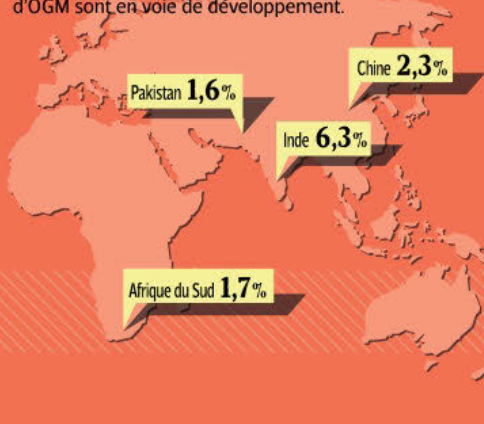 d'OGM sont en voie de développement.
Chine 2,3%
Pakistan 1,6%
Inde 6,3%
Afrique du Sud 1,7%